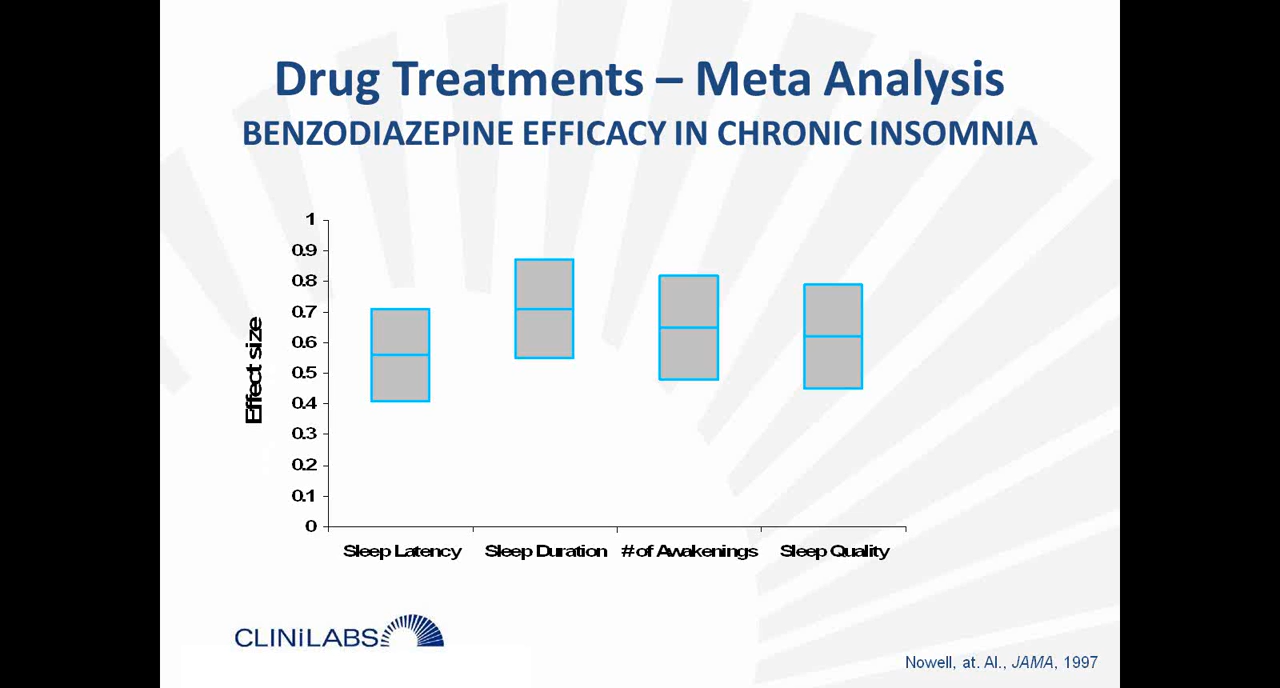 Drug Treatments – Meta Analysis
BENZODIAZEPINE EFFICACY IN CHRONIC INSOMNIA
Effect size
1
0.9
0.8
0.7
0.6
0.5
0.4
0.3
0.2
0.1
0
Sleep Latency Sleep Duration # of Awakenings Sleep Quality
CLINiLABS
Nowell, at. Al., JAMA, 1997